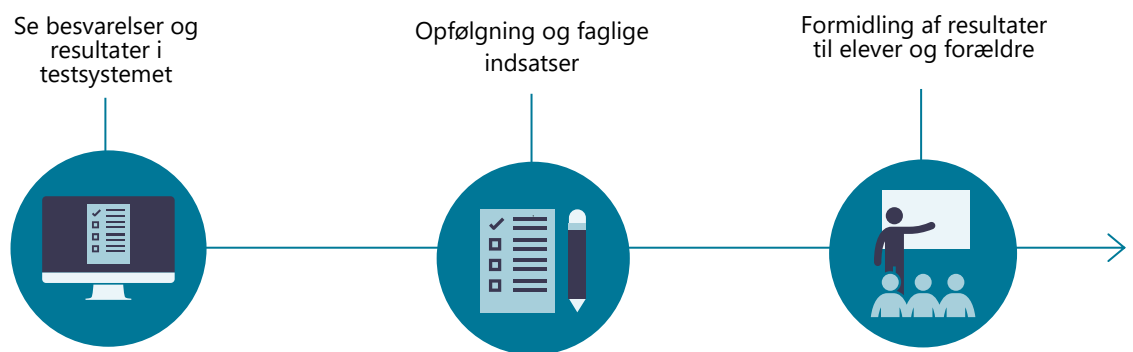 Se besvarelser og
resultater i
testsystemet
Opfølgning og faglige
indsatser
Formidling af resultater
til elever og forældre